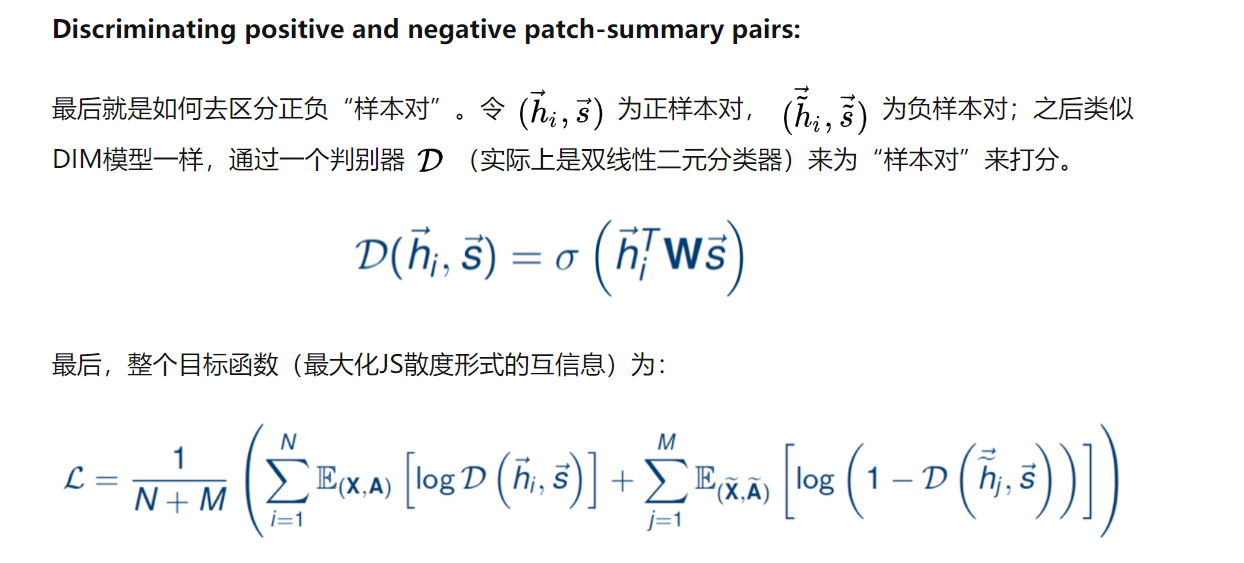 Discriminating positive and negative patch-summary pairs:
最后就是如何去区分正负“样本对”。令 $(\vec{h}_i, \vec{s})$ 为正样本对， $(\vec{\tilde{h}}_i, \vec{\tilde{s}})$ 为负样本对；之后类似
DIM模型一样，通过一个判别器 $\mathcal{D}$ （实际上是双线性二元分类器）来为“样本对”来打分。
$\mathcal{D}(\vec{h}_i, \vec{s}) = \sigma\left(\vec{h}_i^T \mathbf{W} \vec{s}\right)$
最后，整个目标函数（最大化JS散度形式的互信息）为：
$\mathcal{L} = \frac{1}{N+M}\left(\sum_{i=1}^{N} \mathbb{E}_{(\mathbf{X},\mathbf{A})}\left[\log \mathcal{D}\left(\vec{h}_i, \vec{s}\right)\right] + \sum_{j=1}^{M} \mathbb{E}_{(\tilde{\mathbf{X}},\tilde{\mathbf{A}})}\left[\log\left(1 - \mathcal{D}\left(\vec{\tilde{h}}_j, \vec{s}\right)\right)\right]\right)$